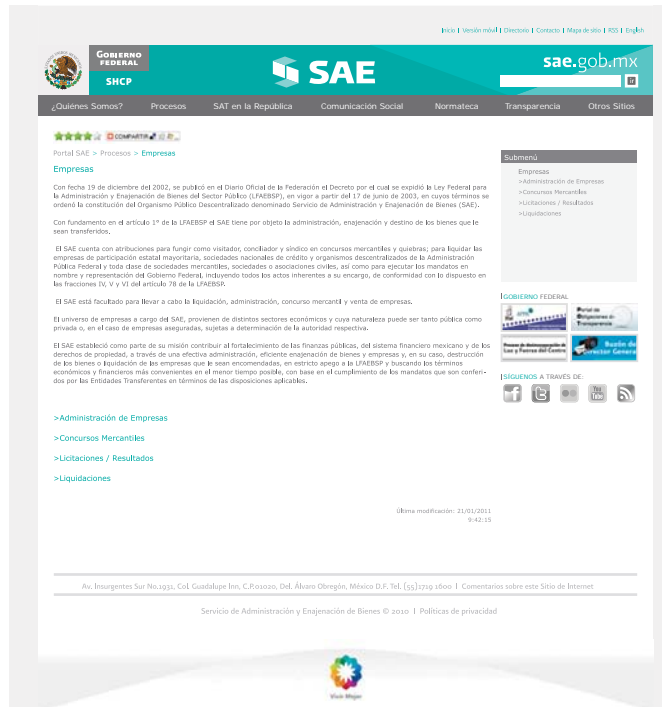 Inicio | Versión móvil | Directorio | Contacto | Mapa de sitio | RSS | English
GOBIERNO
FEDERAL
SHCP
SAE
sae.gob.mx
ir
¿Quiénes Somos? Procesos SAT en la República Comunicación Social Normateca Transparencia Otros Sitios
COMPARTIR
Portal SAE > Procesos > Empresas
Empresas
Con fecha 19 de diciembre del 2002, se publicó en el Diario Oficial de la Federación el Decreto por el cual se expidió la Ley Federal para
la Administración y Enajenación de Bienes del Sector Público (LFAEBSP), en vigor a partir del 17 de junio de 2003, en cuyos términos se
ordenó la constitución del Organismo Público Descentralizado denominado Servicio de Administración y Enajenación de Bienes (SAE).
Con fundamento en el artículo 1º de la LFAEBSP el SAE tiene por objeto la administración, enajenación y destino de los bienes que le
sean transferidos.
El SAE cuenta con atribuciones para fungir como visitador, conciliador y síndico en concursos mercantiles y quiebras; para liquidar las
empresas de participación estatal mayoritaria, sociedades nacionales de crédito y organismos descentralizados de la Administración
Pública Federal y toda clase de sociedades mercantiles, sociedades o asociaciones civiles, así como para ejecutar los mandatos en
nombre y representación del Gobierno Federal, incluyendo todos los actos inherentes a su encargo, de conformidad con lo dispuesto en
las fracciones IV, V y VI del artículo 78 de la LFAEBSP.
El SAE está facultado para llevar a cabo la liquidación, administración, concurso mercantil y venta de empresas.
El universo de empresas a cargo del SAE, provienen de distintos sectores económicos y cuya naturaleza puede ser tanto pública como
privada o, en el caso de empresas aseguradas, sujetas a determinación de la autoridad respectiva.
El SAE estableció como parte de su misión contribuir al fortalecimiento de las finanzas públicas, del sistema financiero mexicano y de los
derechos de propiedad, a través de una efectiva administración, eficiente enajenación de bienes y empresas y, en su caso, destrucción
de los bienes o liquidación de las empresas que le sean encomendadas, en estricto apego a la LFAEBSP y buscando los términos
económicos y financieros más convenientes en el menor tiempo posible, con base en el cumplimiento de los mandatos que son conferi-
dos por las Entidades Transferentes en términos de las disposiciones aplicables.
>Administración de Empresas
>Concursos Mercantiles
>Licitaciones / Resultados
>Liquidaciones
Última modificación: 21/01/2011
9:42:15
Submenú
Empresas
>Administración de Empresas
>Concursos Mercantiles
>Licitaciones / Resultados
>Liquidaciones
GOBIERNO FEDERAL
Portal de
Obligaciones de
Transparencia
Proceso de desincorporación de
Luz y Fuerza del Centro
Buzón del
Director General
SÍGUENOS A TRAVÉS DE:
You
Tube
Av. Insurgentes Sur No.1931, Col. Guadalupe Inn, C.P.01020, Del. Álvaro Obregón, México D.F. Tel. [55]1719 1600 | Comentarios sobre este Sitio de Internet
Servicio de Administración y Enajenación de Bienes © 2010 | Políticas de privacidad
Vivir Mejor